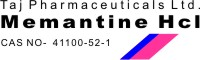 Taj Pharmaceuticals Ltd.
Memantine Hcl
CAS NO- 41100-52-1